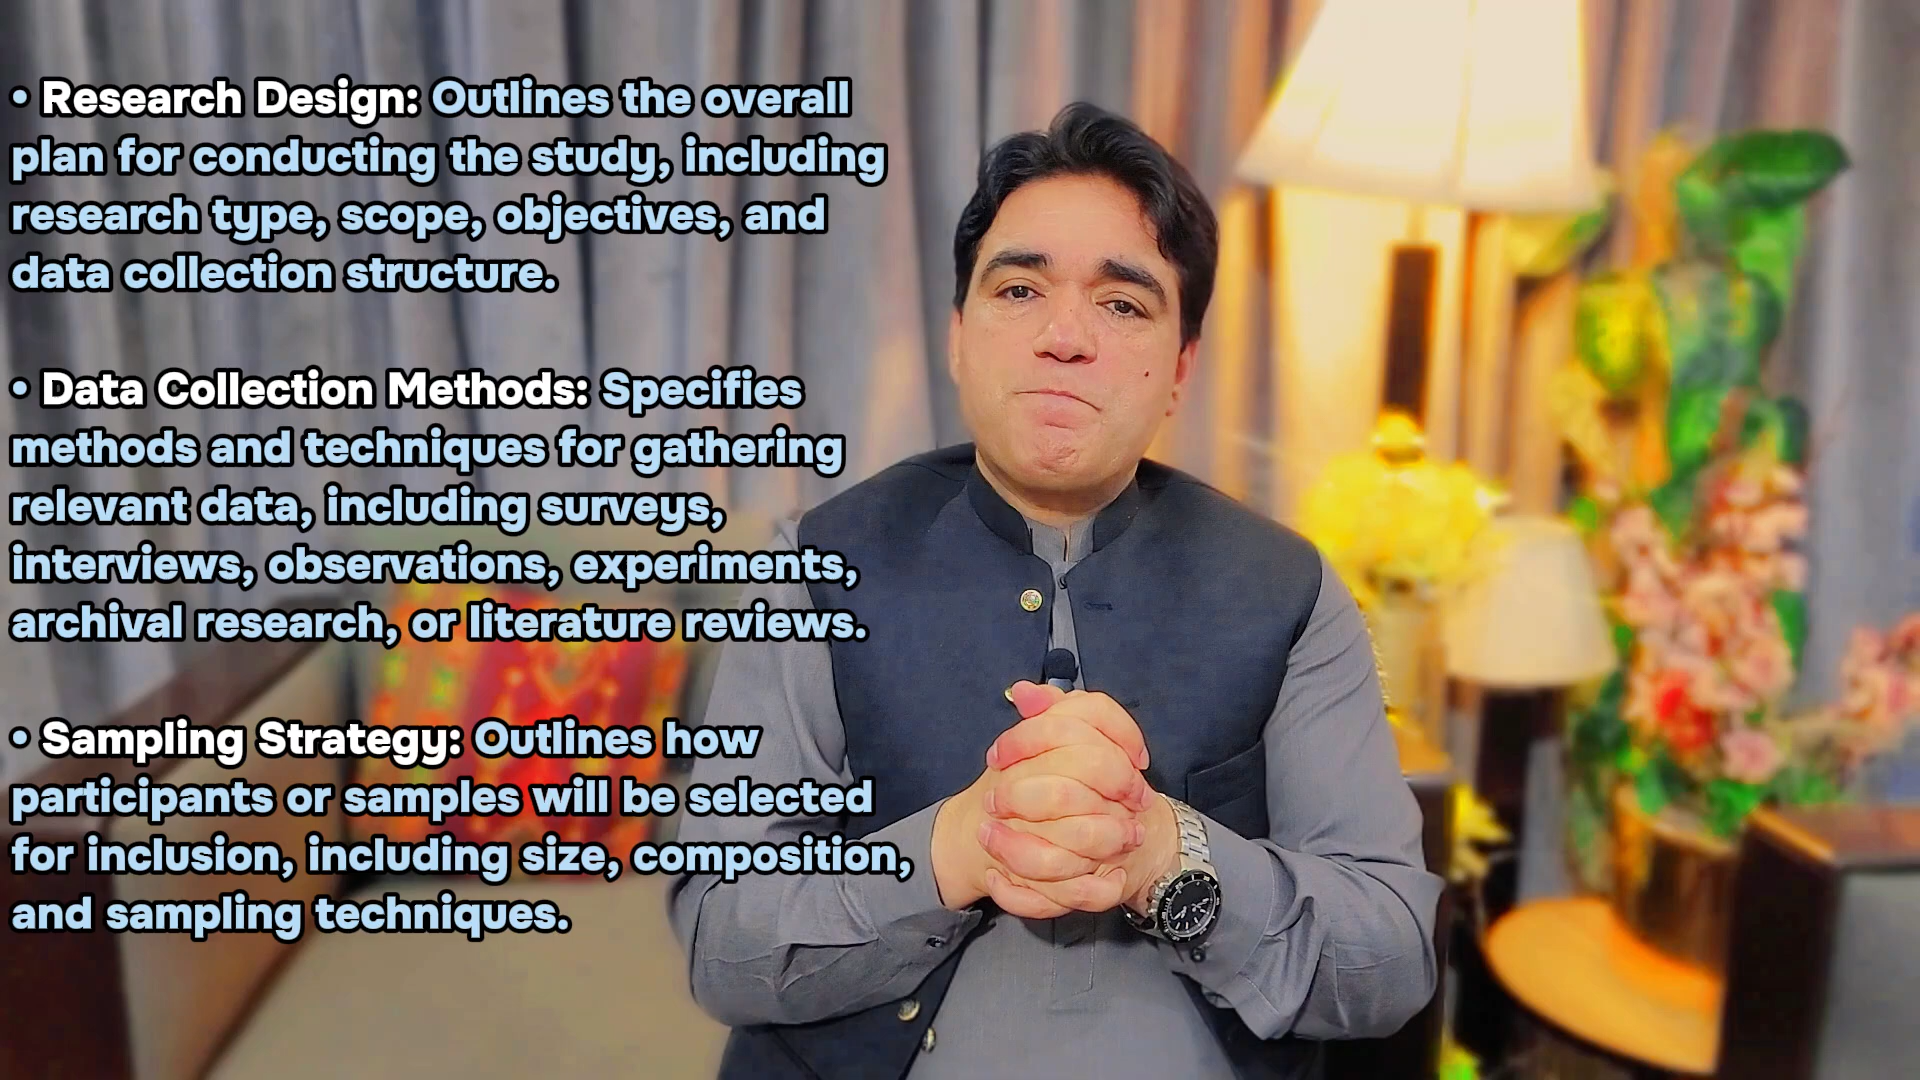 • Research Design: Outlines the overall
plan for conducting the study, including
research type, scope, objectives, and
data collection structure.
• Data Collection Methods: Specifies
methods and techniques for gathering
relevant data, including surveys,
interviews, observations, experiments,
archival research, or literature reviews.
• Sampling Strategy: Outlines how
participants or samples will be selected
for inclusion, including size, composition,
and sampling techniques.